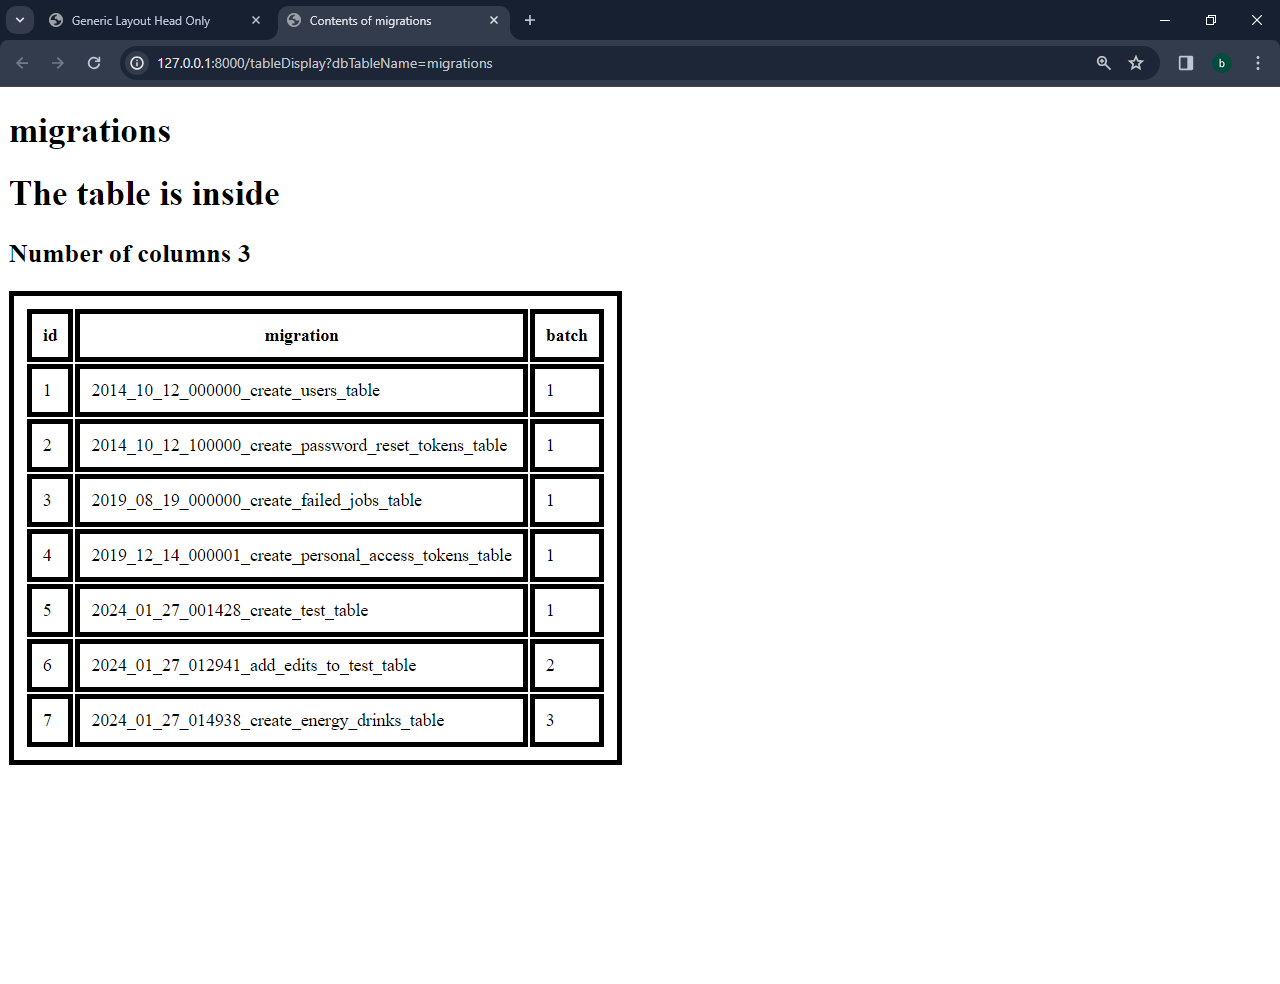 Generic Layout Head Only
Contents of migrations
127.0.0.1:8000/tableDisplay?dbTableName=migrations
b
migrations
The table is inside
Number of columns 3
id migration batch
1 2014_10_12_000000_create_users_table 1
2 2014_10_12_100000_create_password_reset_tokens_table 1
3 2019_08_19_000000_create_failed_jobs_table 1
4 2019_12_14_000001_create_personal_access_tokens_table 1
5 2024_01_27_001428_create_test_table 1
6 2024_01_27_012941_add_edits_to_test_table 2
7 2024_01_27_014938_create_energy_drinks_table 3